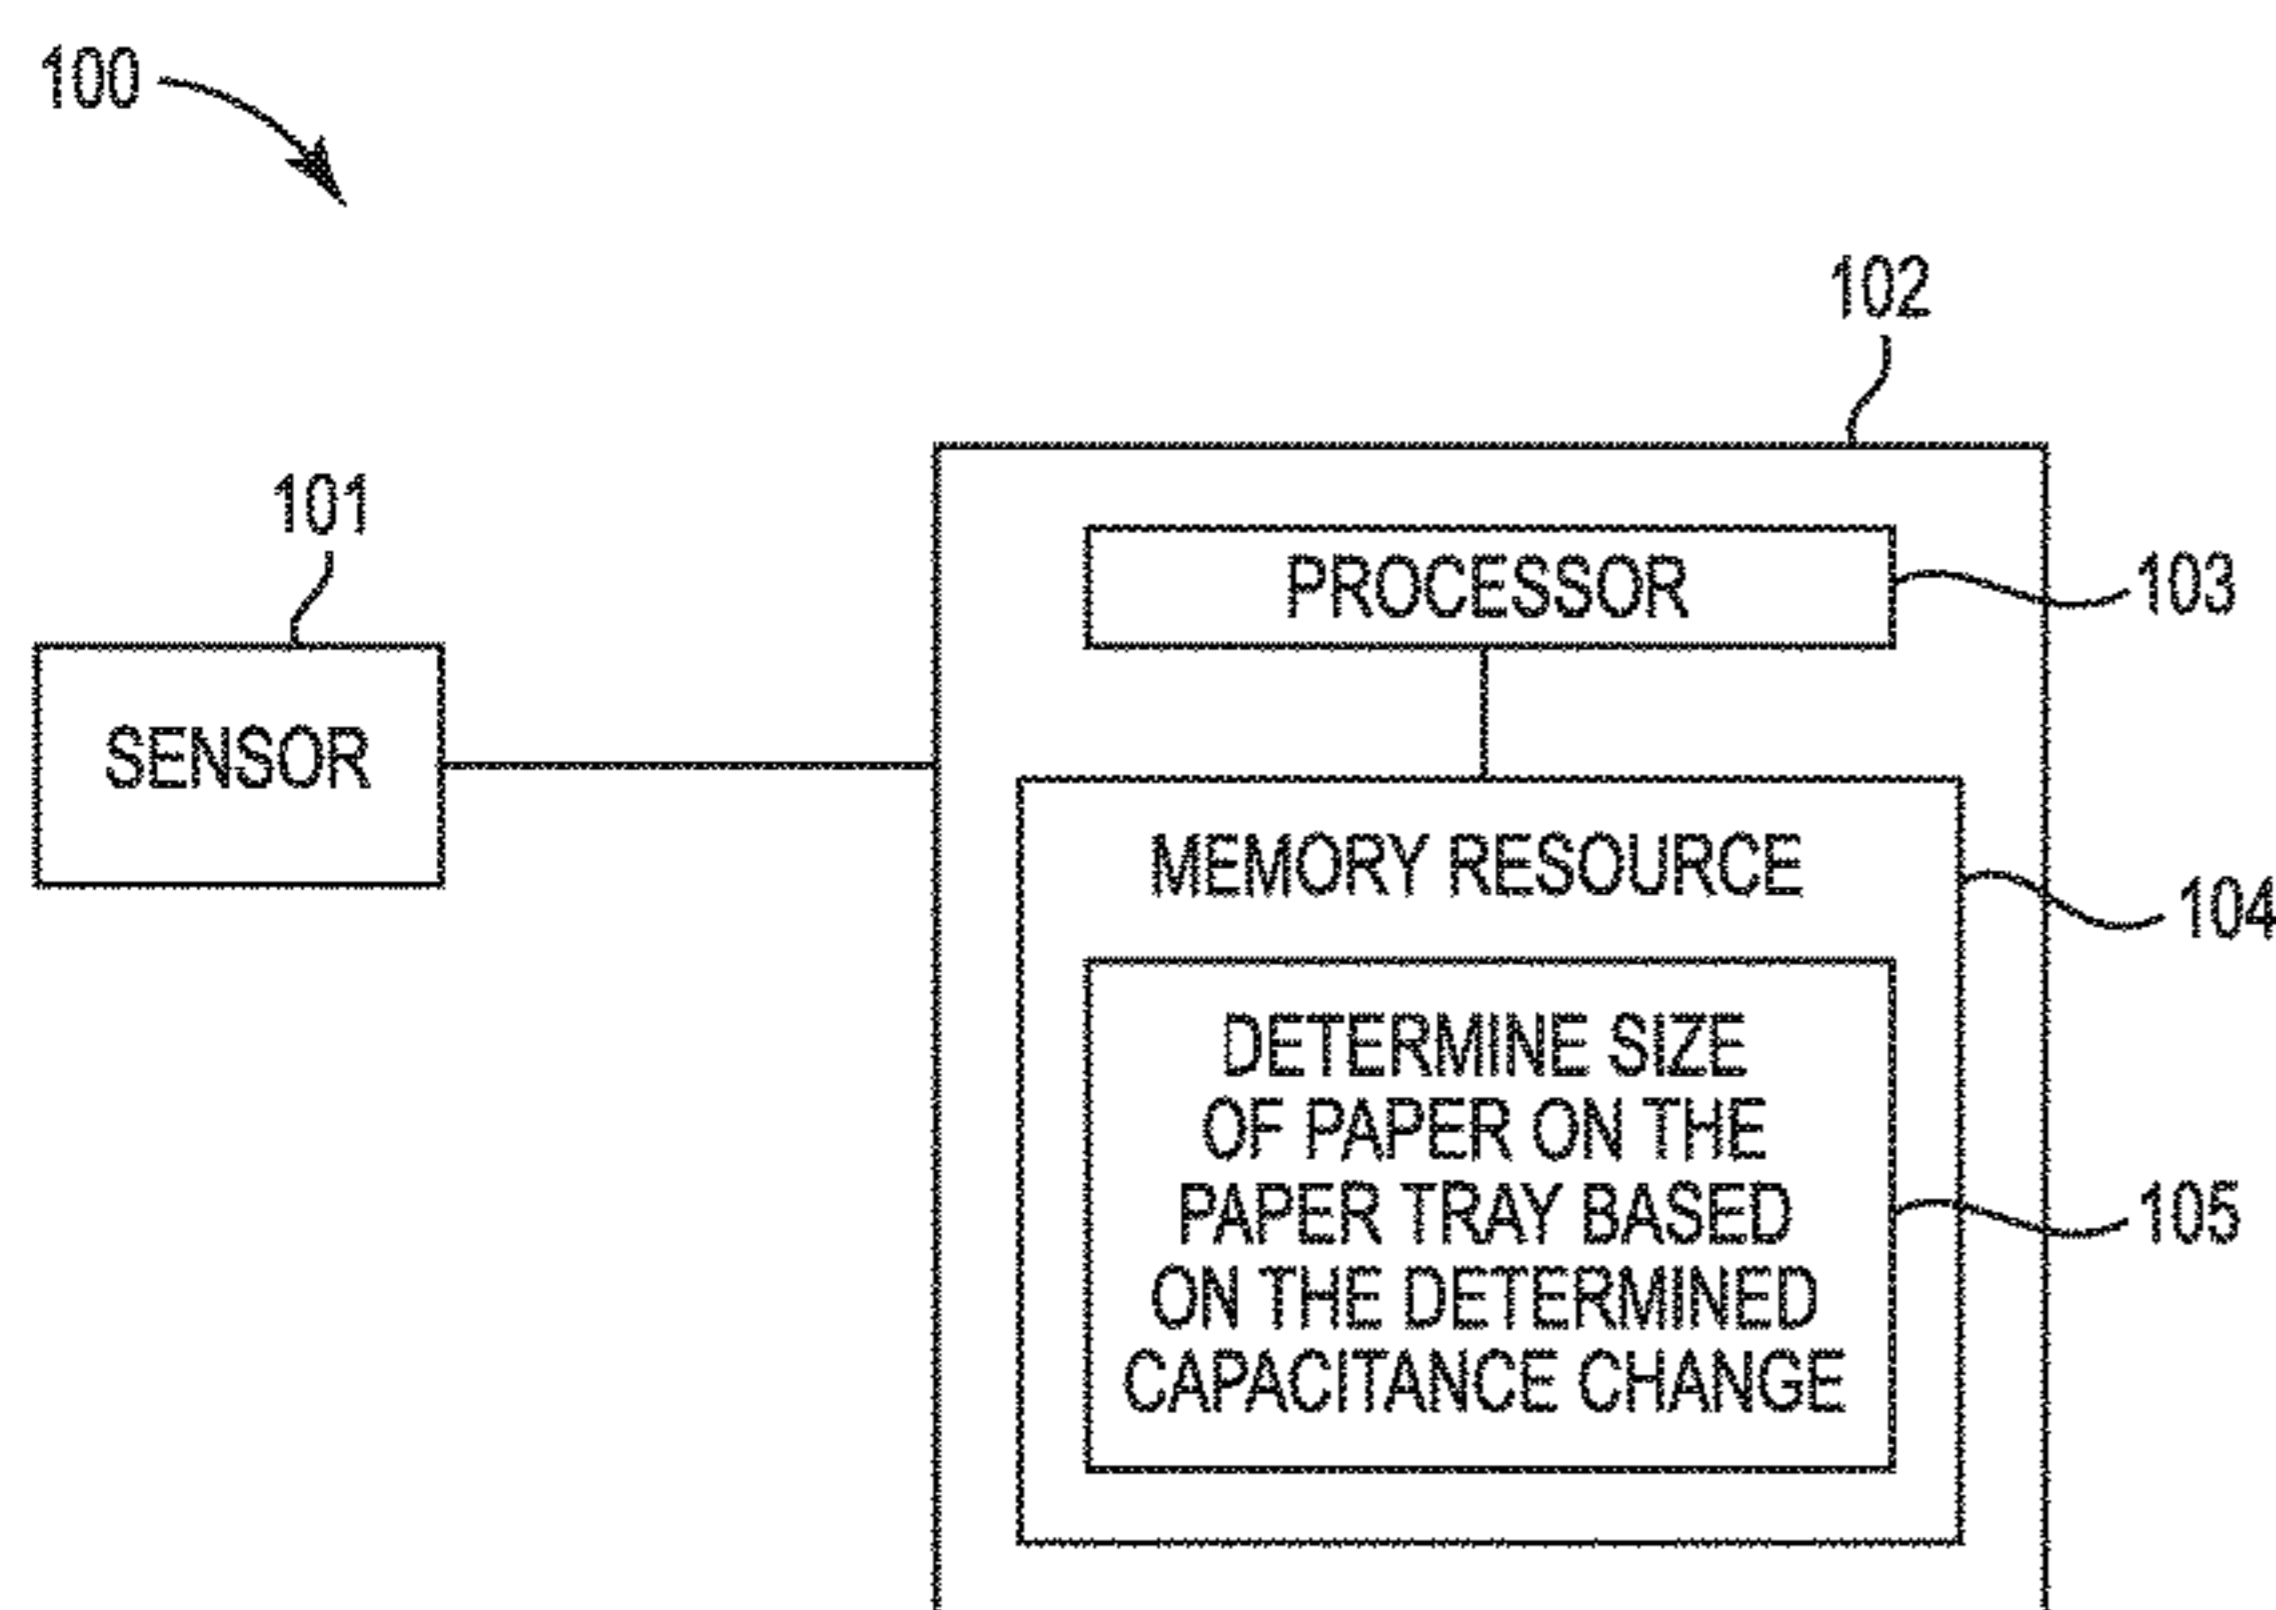 100
102
101
PROCESSOR
103
SENSOR
MEMORY RESOURCE
104
DETERMINE SIZE
OF PAPER ON THE
PAPER TRAY BASED
ON THE DETERMINED
CAPACITANCE CHANGE
105